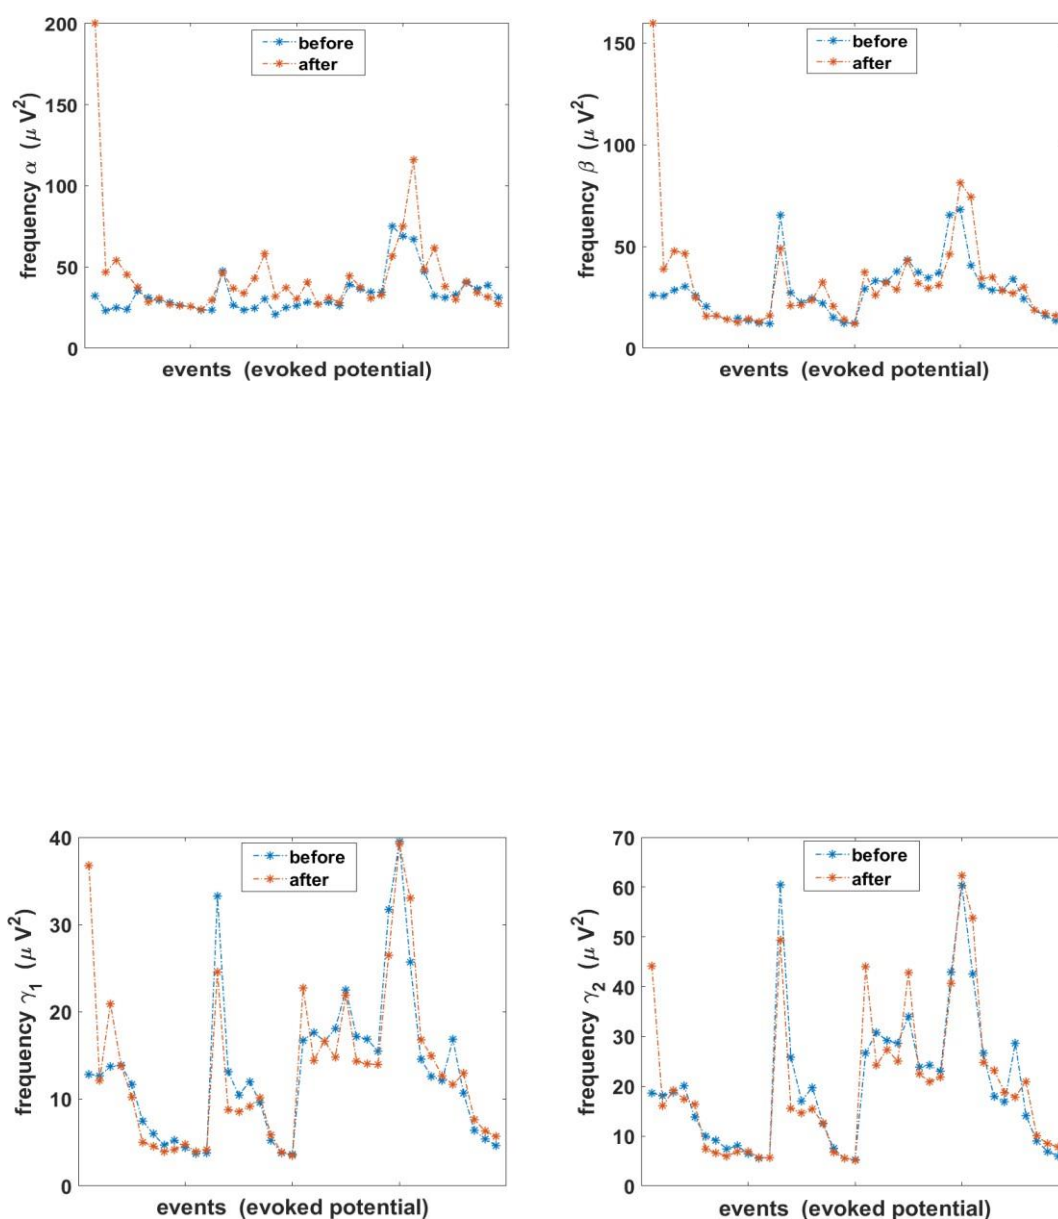 200
150
100
50
0
frequency α (μ V²)
before
after
events (evoked potential)
150
100
50
0
frequency β (μ V²)
before
after
events (evoked potential)
40
30
20
10
0
frequency γ₁ (μ V²)
before
after
events (evoked potential)
70
60
50
40
30
20
10
0
frequency γ₂ (μ V²)
before
after
events (evoked potential)